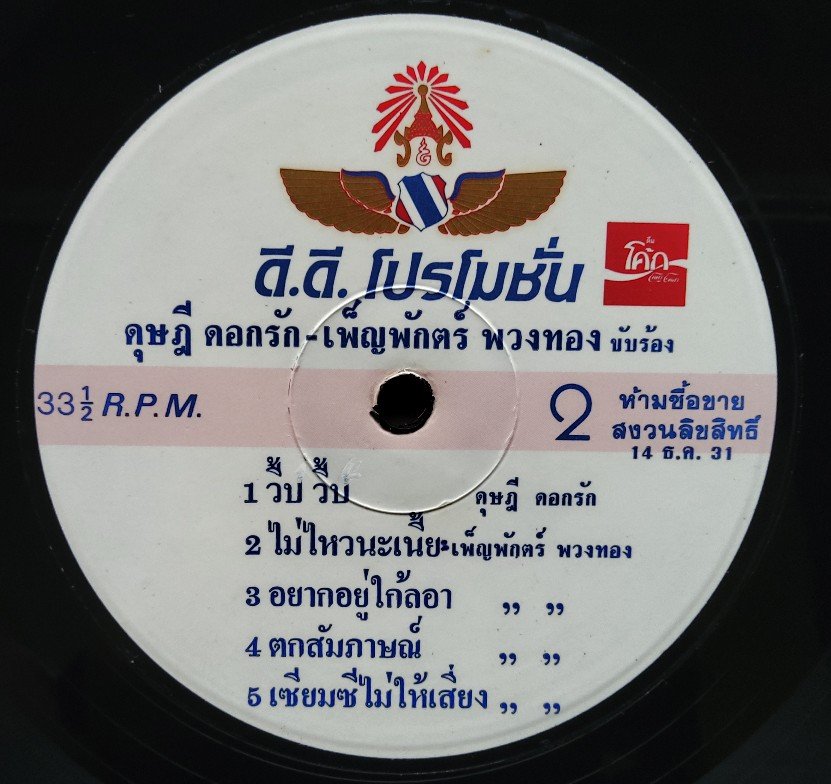 ดี.ดี. โปรโมชั่น
ดื่ม
โค้ก
ดุษฎี ดอกรัก-เพ็ญพักตร์ พวงทอง ขับร้อง
33 1/2 R.P.M.
2
ห้ามซื้อขาย
สงวนลิขสิทธิ์
14 ธ.ค. 31
1 วื้บ วื้บ ดุษฎี ดอกรัก
2 ไม่ไหวนะเนี้ยะ เพ็ญพักตร์ พวงทอง
3 อยากอยู่ใกล้อา ,, ,,
4 ตกสัมภาษณ์ ,, ,,
5 เซียมซีไม่ให้เสี่ยง ,, ,,